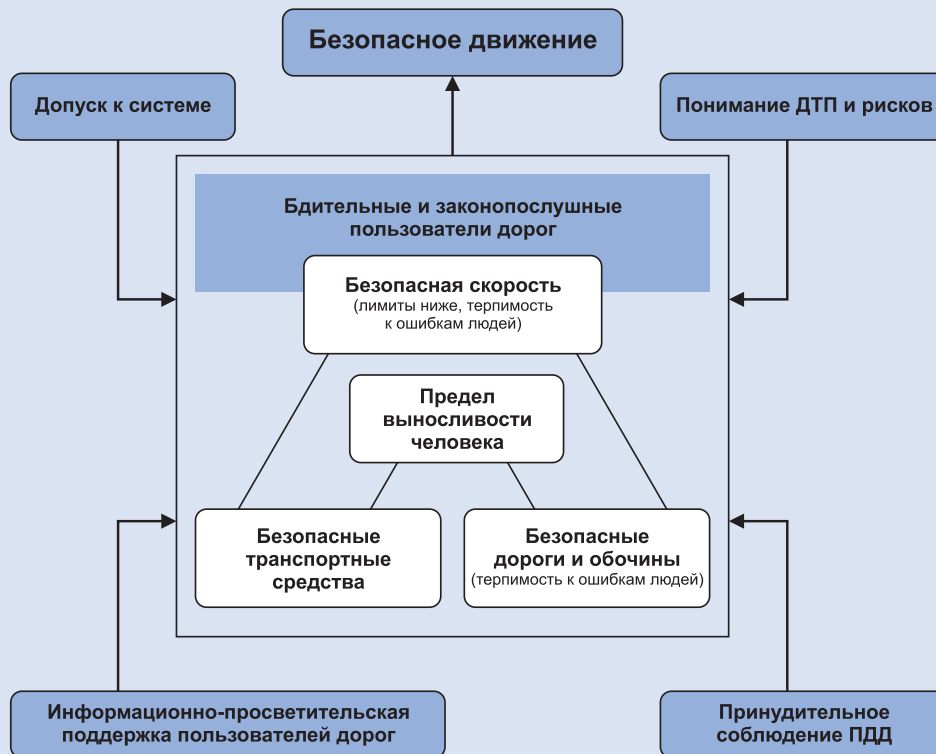 Безопасное движение
Допуск к системе
Понимание ДТП и рисков
Бдительные и законопослушные
пользователи дорог
Безопасная скорость
(лимиты ниже, терпимость
к ошибкам людей)
Предел
выносливости
человека
Безопасные
транспортные
средства
Безопасные
дороги и обочины
(терпимость к ошибкам людей)
Информационно-просветительская
поддержка пользователей дорог
Принудительное
соблюдение ПДД